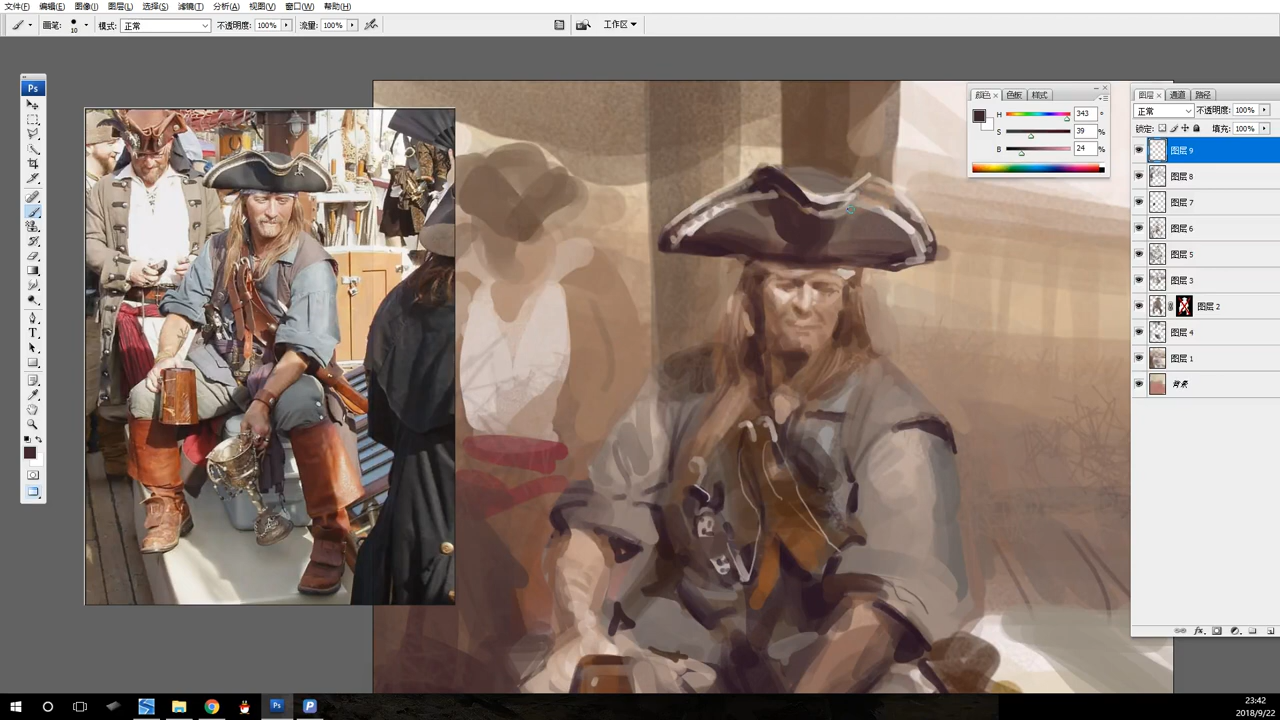 文件(F) 编辑(E) 图像(I) 图层(L) 选择(S) 滤镜(T) 分析(A) 视图(V) 窗口(W) 帮助(H)
画笔: 10 模式: 正常 不透明度: 100% 流量: 100% 工作区
Ps
T
颜色 × 色板 样式
H 343 °
S 39 %
B 24 %
图层 × 通道 路径
正常 不透明度: 100%
锁定: 填充: 100%
图层 9
图层 8
图层 7
图层 6
图层 5
图层 3
图层 2
图层 4
图层 1
背景
fx
Ps P
23:42
2018/9/22